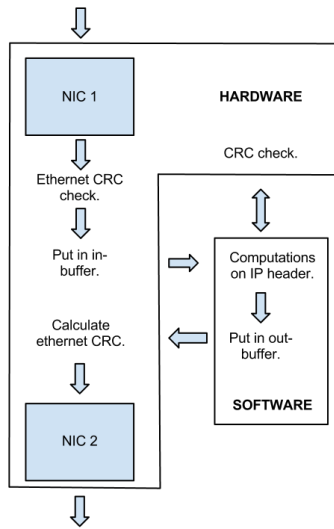 NIC 1
HARDWARE
CRC check.
Ethernet CRC
check.
Put in in-
buffer.
Computations
on IP header.
Put in out-
buffer.
SOFTWARE
Calculate
ethernet CRC.
NIC 2